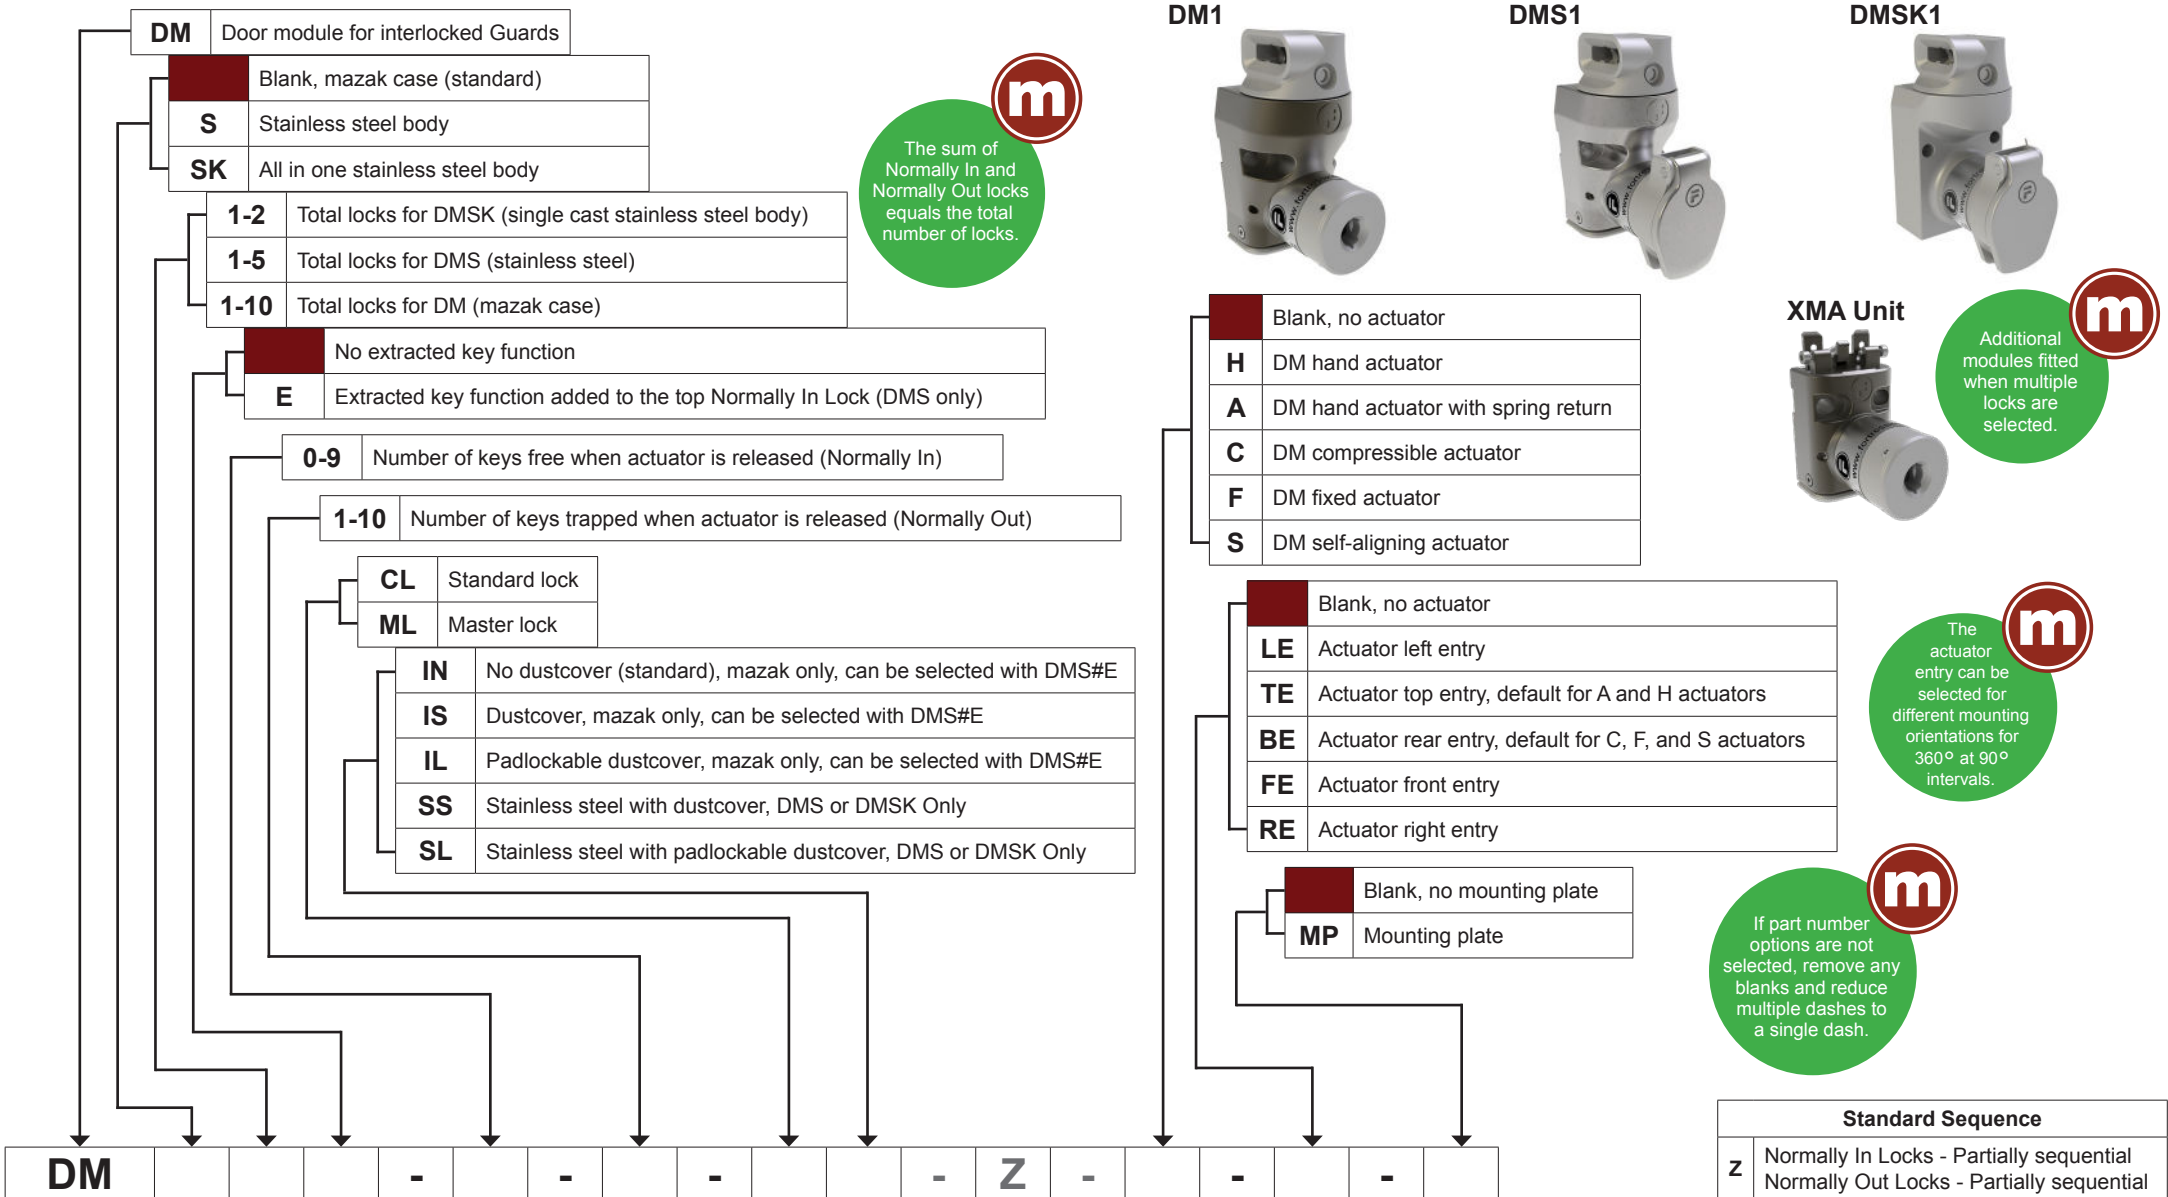 DM Door module for interlocked Guards
Blank, mazak case (standard)
S Stainless steel body
SK All in one stainless steel body
1-2 Total locks for DMSK (single cast stainless steel body)
1-5 Total locks for DMS (stainless steel)
1-10 Total locks for DM (mazak case)
No extracted key function
E Extracted key function added to the top Normally In Lock (DMS only)
0-9 Number of keys free when actuator is released (Normally In)
1-10 Number of keys trapped when actuator is released (Normally Out)
CL Standard lock
ML Master lock
IN No dustcover (standard), mazak only, can be selected with DMS#E
IS Dustcover, mazak only, can be selected with DMS#E
IL Padlockable dustcover, mazak only, can be selected with DMS#E
SS Stainless steel with dustcover, DMS or DMSK Only
SL Stainless steel with padlockable dustcover, DMS or DMSK Only
m
The sum of
Normally In and
Normally Out locks
equals the total
number of locks.
DM1
DMS1
DMSK1
Blank, no actuator
H DM hand actuator
A DM hand actuator with spring return
C DM compressible actuator
F DM fixed actuator
S DM self-aligning actuator
XMA Unit
m
Additional
modules fitted
when multiple
locks are
selected.
Blank, no actuator
LE Actuator left entry
TE Actuator top entry, default for A and H actuators
BE Actuator rear entry, default for C, F, and S actuators
FE Actuator front entry
RE Actuator right entry
m
The
actuator
entry can be
selected for
different mounting
orientations for
360º at 90º
intervals.
Blank, no mounting plate
MP Mounting plate
m
If part number
options are not
selected, remove any
blanks and reduce
multiple dashes to
a single dash.
DM - - - - Z - - -
Standard Sequence
Z Normally In Locks - Partially sequential
Normally Out Locks - Partially sequential